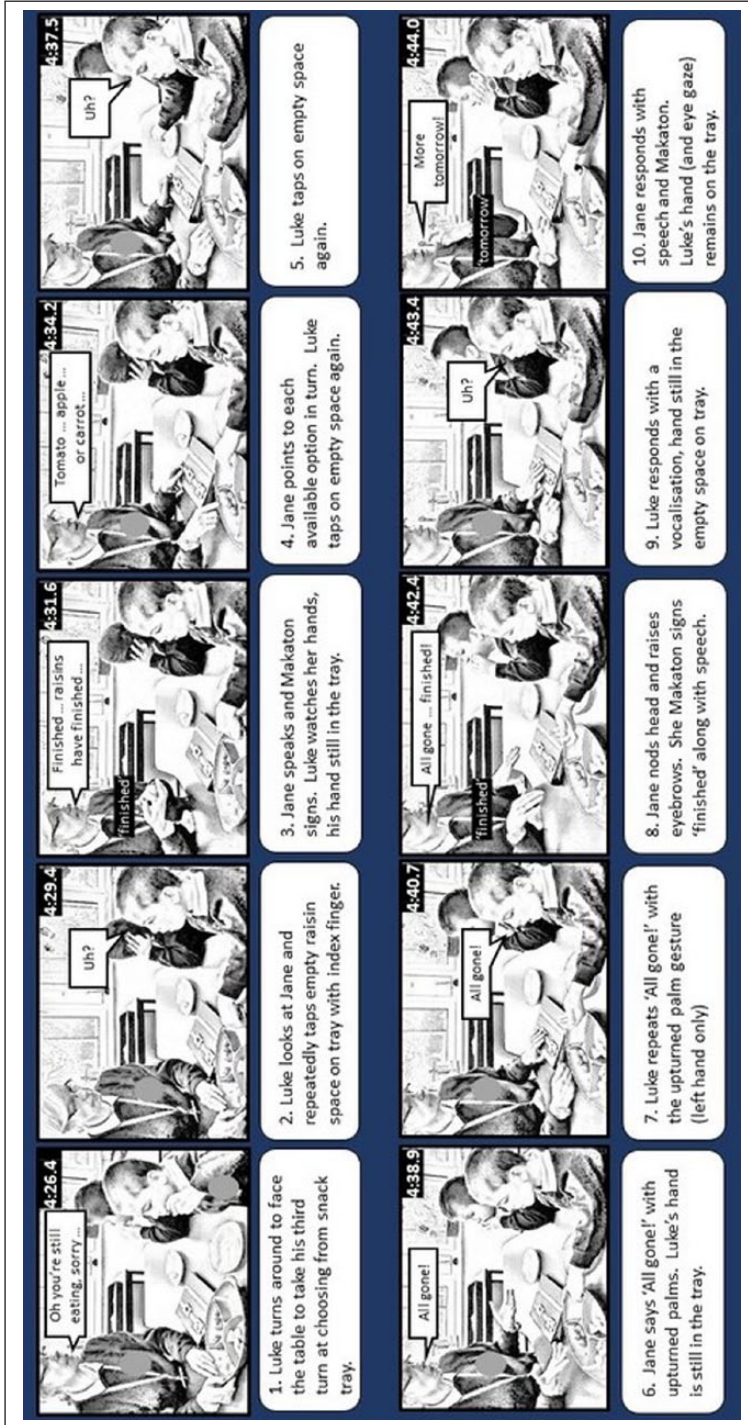 4:26.4
Oh you're still
eating, sorry ...
1. Luke turns around to face
the table to take his third
turn at choosing from snack
tray.
4:29.4
Uh?
2. Luke looks at Jane and
repeatedly taps empty raisin
space on tray with index finger.
4:31.6
Finished ... raisins
have finished ...
'finished'
3. Jane speaks and Makaton
signs. Luke watches her hands,
his hand still in the tray.
4:34.2
Tomato ... apple ...
or carrot ...
4. Jane points to each
available option in turn. Luke
taps on empty space again.
4:37.5
Uh?
5. Luke taps on empty space
again.
4:38.9
All gone!
6. Jane says 'All gone!' with
upturned palms. Luke's hand
is still in the tray.
4:40.7
All gone!
7. Luke repeats 'All gone!' with
the upturned palm gesture
(left hand only)
4:42.4
All gone ... finished!
'finished'
8. Jane nods head and raises
eyebrows. She Makaton signs
'finished' along with speech.
4:43.4
Uh?
9. Luke responds with a
vocalisation, hand still in the
empty space on tray.
4:44.0
More
tomorrow!
'tomorrow'
10. Jane responds with
speech and Makaton.
Luke's hand (and eye gaze)
remains on the tray.